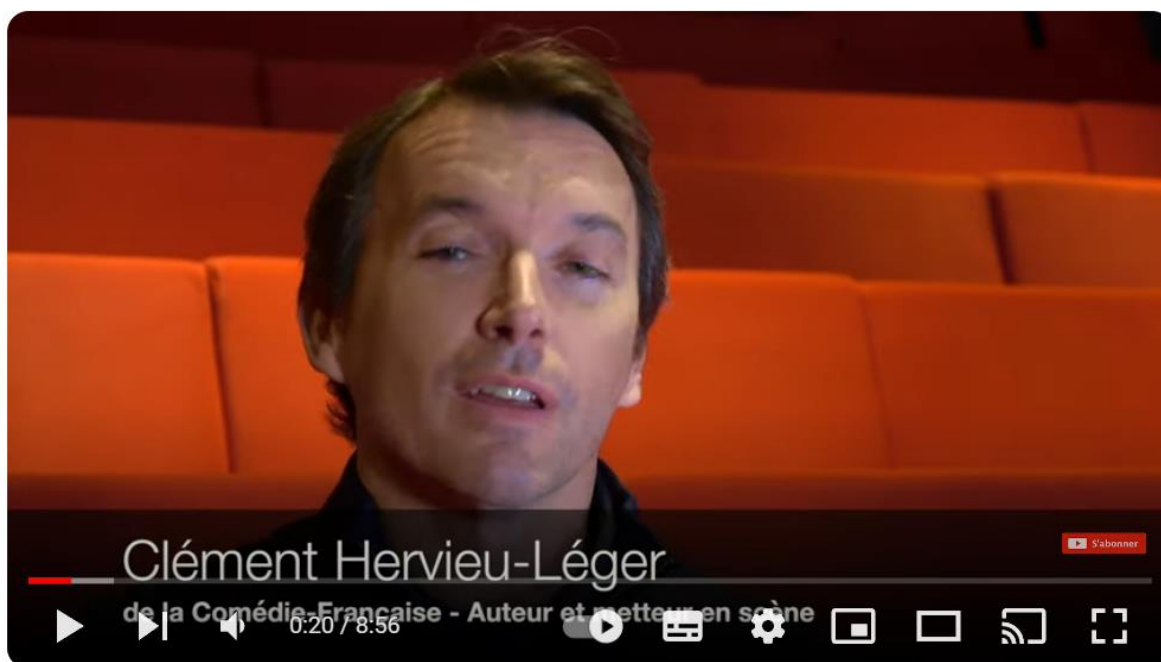 Clément Hervieu-Léger
S'abonner
de la Comédie-Française - Auteur et metteur en scène
0:20 / 8:56